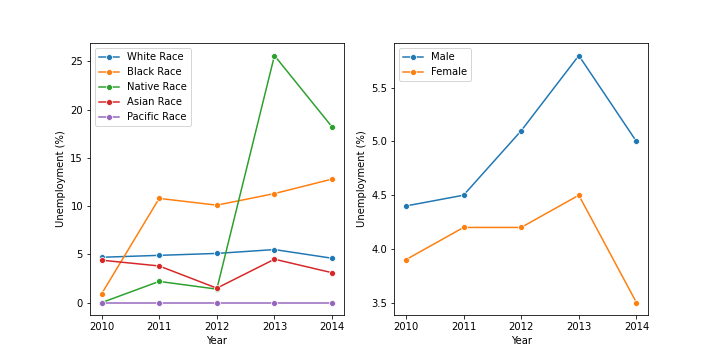 White Race
Black Race
Native Race
Asian Race
Pacific Race
25
20
15
10
5
0
Unemployment (%)
2010 2011 2012 2013 2014
Year
Male
Female
5.5
5.0
4.5
4.0
3.5
Unemployment (%)
2010 2011 2012 2013 2014
Year